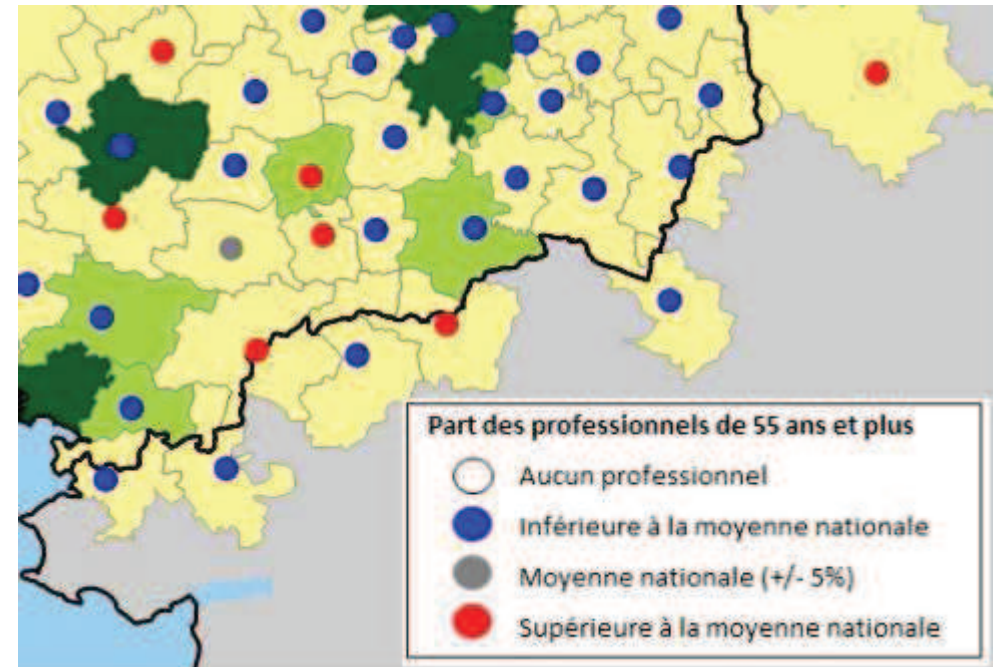 Part des professionnels de 55 ans et plus
Aucun professionnel
Inférieure à la moyenne nationale
Moyenne nationale (+/- 5%)
Supérieure à la moyenne nationale